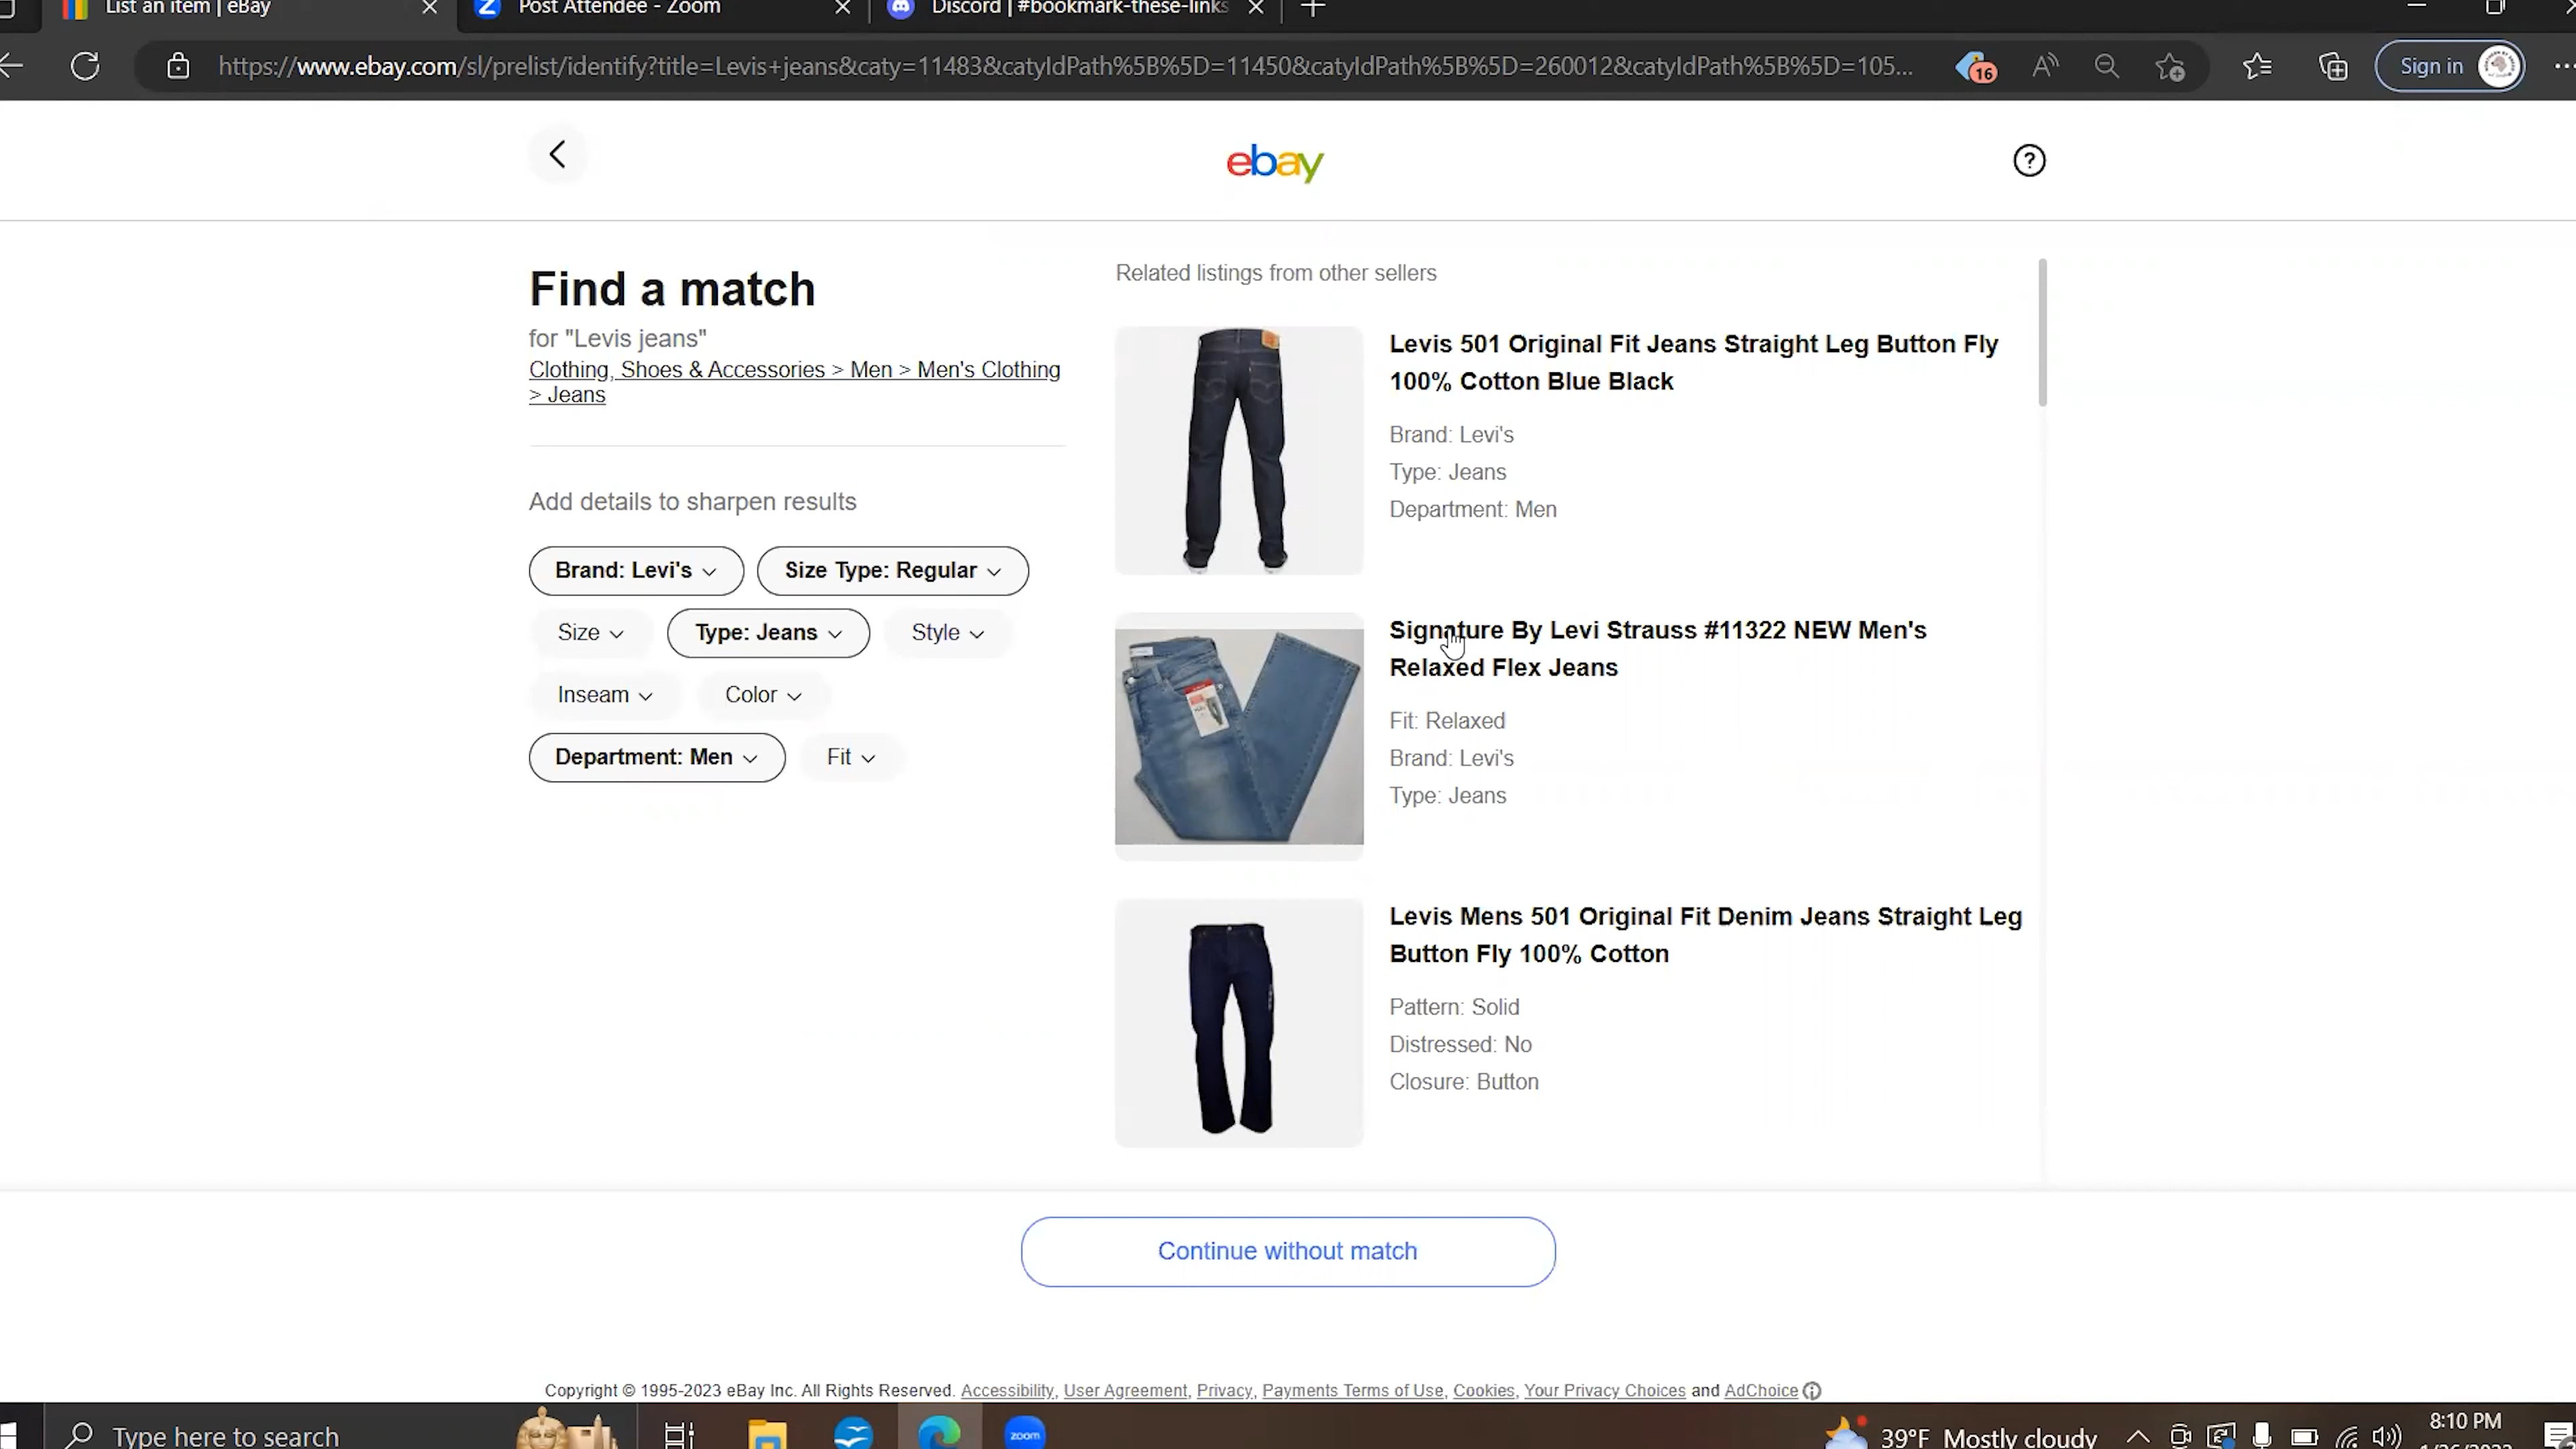 List an item | eBay
Post Attendee - Zoom
Discord | #bookmark-these-links
https://www.ebay.com/sl/prelist/identify?title=Levis+jeans&caty=11483&catyIdPath%5B%5D=11450&catyIdPath%5B%5D=260012&catyIdPath%5B%5D=105...
16
Sign in
ebay
Find a match
for "Levis jeans"
Clothing, Shoes & Accessories > Men > Men's Clothing
> Jeans
Add details to sharpen results
Brand: Levi's
Size Type: Regular
Size
Type: Jeans
Style
Inseam
Color
Department: Men
Fit
Related listings from other sellers
Levis 501 Original Fit Jeans Straight Leg Button Fly
100% Cotton Blue Black
Brand: Levi's
Type: Jeans
Department: Men
Signature By Levi Strauss #11322 NEW Men's
Relaxed Flex Jeans
Fit: Relaxed
Brand: Levi's
Type: Jeans
Levis Mens 501 Original Fit Denim Jeans Straight Leg
Button Fly 100% Cotton
Pattern: Solid
Distressed: No
Closure: Button
Continue without match
Copyright © 1995-2023 eBay Inc. All Rights Reserved. Accessibility, User Agreement, Privacy, Payments Terms of Use, Cookies, Your Privacy Choices and AdChoice
Type here to search
zoom
39°F Mostly cloudy
8:10 PM